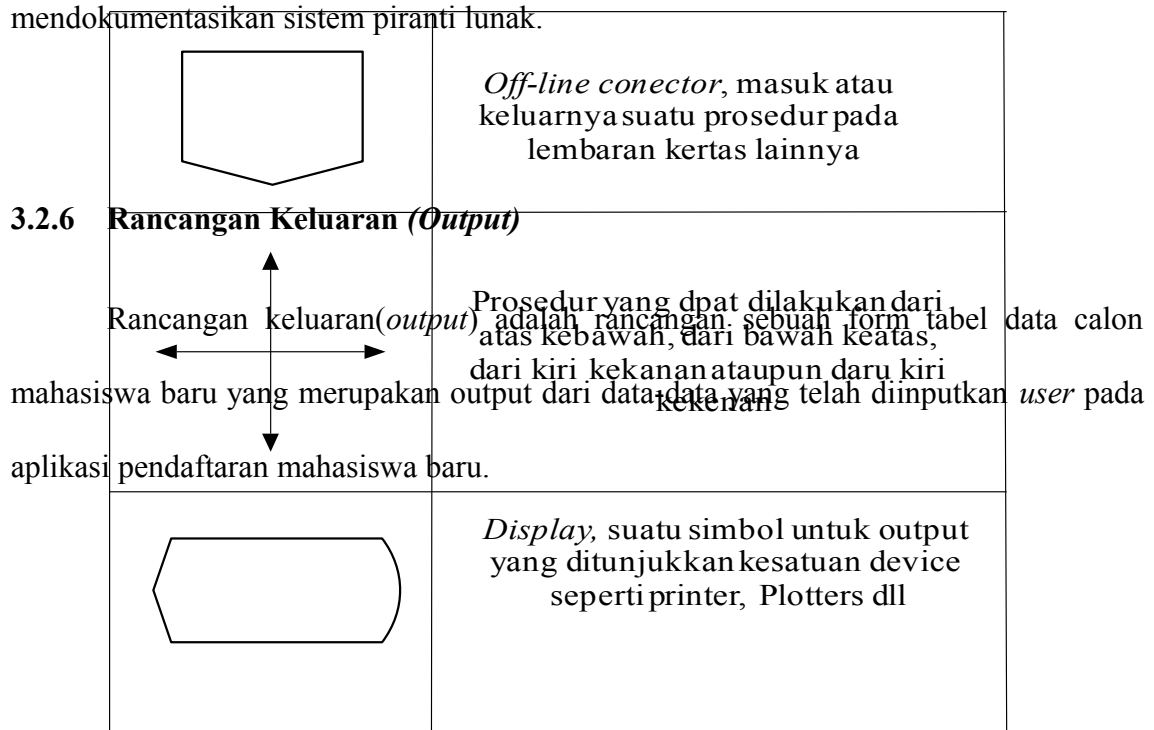 mendokumentasikan sistem piranti lunak.
Off-line conector, masuk atau
keluarnya suatu prosedur pada
lembaran kertas lainnya
3.2.6 Rancangan Keluaran (Output)
Rancangan keluaran(output) adalah rancangan sebuah form tabel data calon
mahasiswa baru yang merupakan output dari data-data yang telah diinputkan user pada
aplikasi pendaftaran mahasiswa baru.
Prosedur yang dpat dilakukan dari
atas kebawah, dari bawah keatas,
dari kiri kekanan ataupun daru kiri
kekenan
Display, suatu simbol untuk output
yang ditunjukkan kesatuan device
seperti printer, Plotters dll